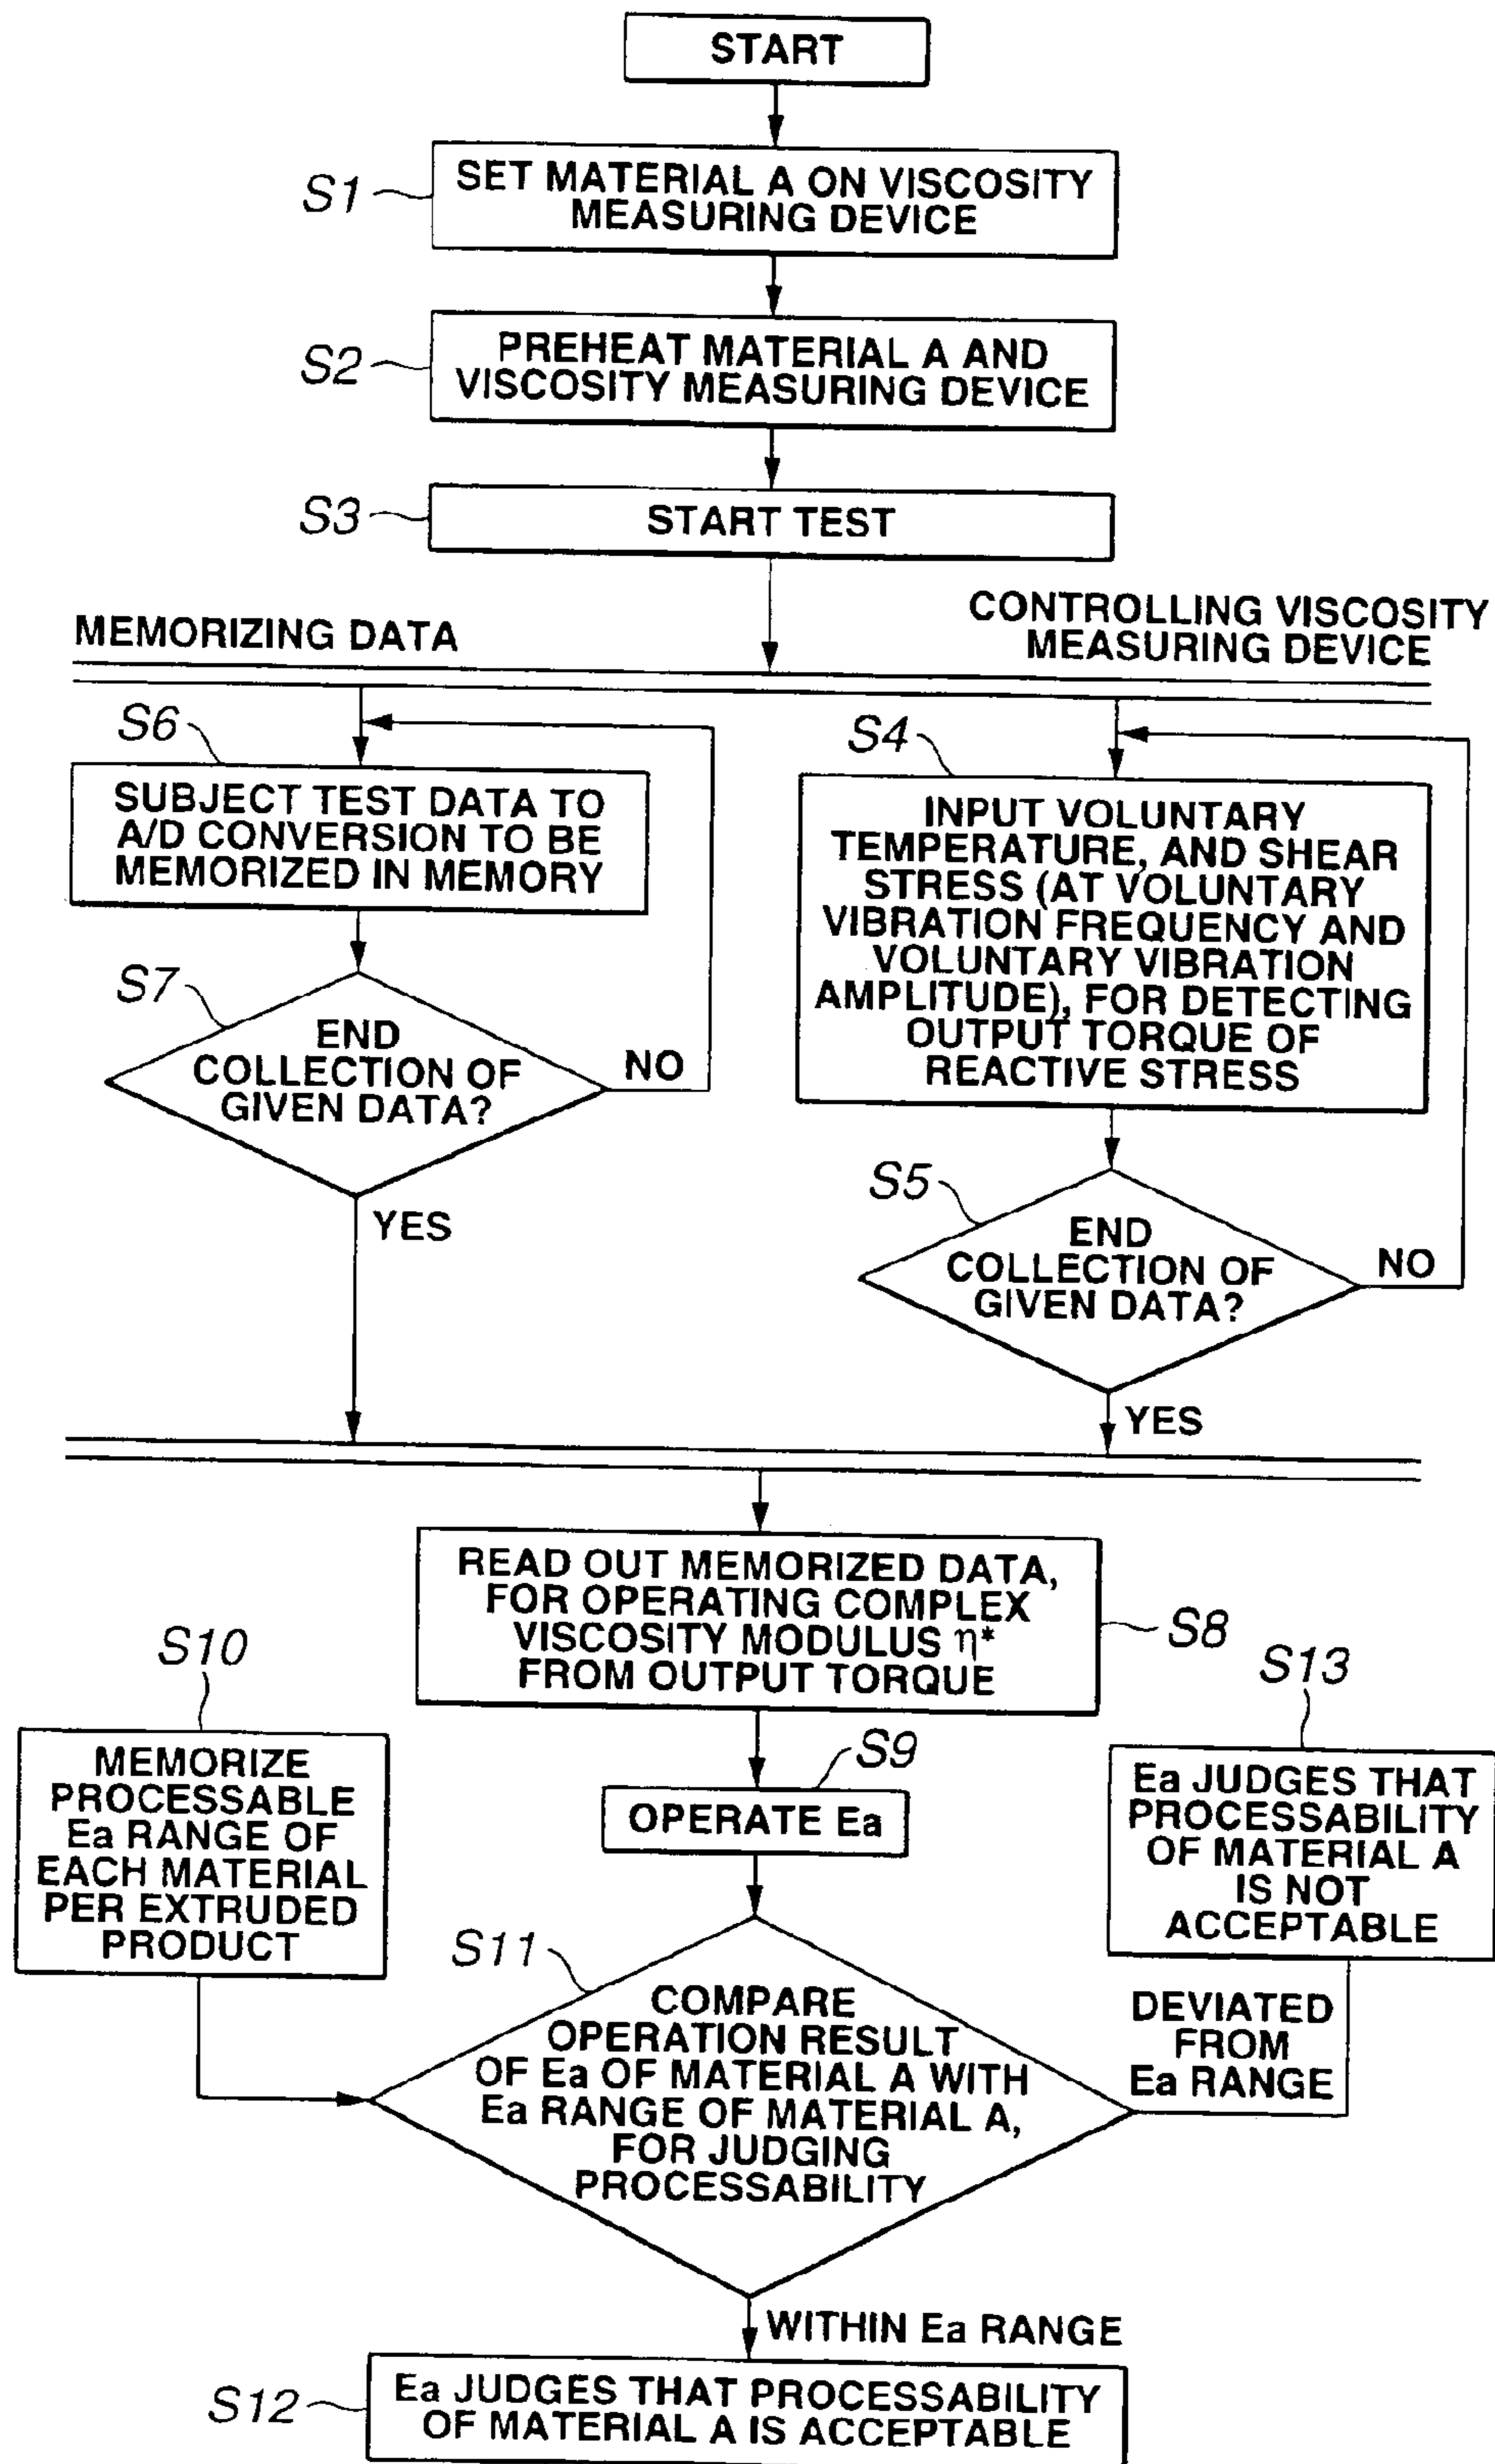 START
S1
SET MATERIAL A ON VISCOSITY
MEASURING DEVICE
S2
PREHEAT MATERIAL A AND
VISCOSITY MEASURING DEVICE
S3
START TEST
MEMORIZING DATA
CONTROLLING VISCOSITY
MEASURING DEVICE
S6
SUBJECT TEST DATA TO
A/D CONVERSION TO BE
MEMORIZED IN MEMORY
S7
END
COLLECTION OF
GIVEN DATA?
NO
YES
S4
INPUT VOLUNTARY
TEMPERATURE, AND SHEAR
STRESS (AT VOLUNTARY
VIBRATION FREQUENCY AND
VOLUNTARY VIBRATION
AMPLITUDE), FOR DETECTING
OUTPUT TORQUE OF
REACTIVE STRESS
S5
END
COLLECTION OF
GIVEN DATA?
NO
YES
READ OUT MEMORIZED DATA,
FOR OPERATING COMPLEX
VISCOSITY MODULUS η*
FROM OUTPUT TORQUE
S8
S9
OPERATE Ea
S10
MEMORIZE
PROCESSABLE
Ea RANGE OF
EACH MATERIAL
PER EXTRUDED
PRODUCT
S11
COMPARE
OPERATION RESULT
OF Ea OF MATERIAL A WITH
Ea RANGE OF MATERIAL A,
FOR JUDGING
PROCESSABILITY
S13
Ea JUDGES THAT
PROCESSABILITY
OF MATERIAL A
IS NOT
ACCEPTABLE
DEVIATED
FROM
Ea RANGE
WITHIN Ea RANGE
S12
Ea JUDGES THAT PROCESSABILITY
OF MATERIAL A IS ACCEPTABLE